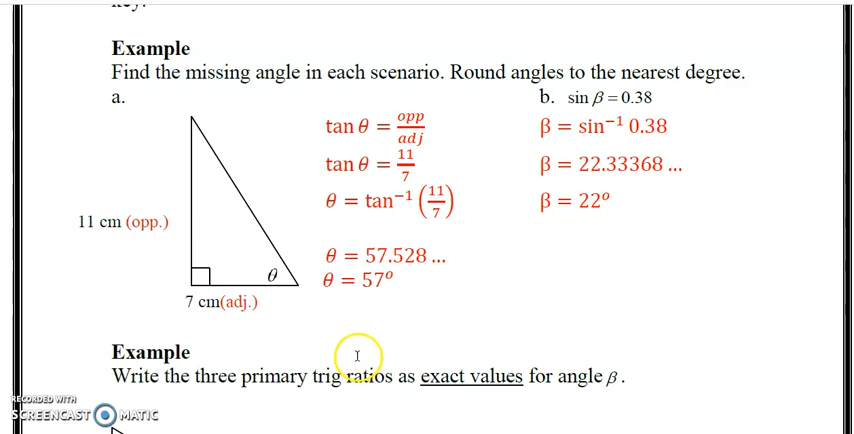 key.
Example
Find the missing angle in each scenario. Round angles to the nearest degree.
a.
b. sin β = 0.38
11 cm (opp.)
7 cm(adj.)
θ
tan θ = opp/adj
tan θ = 11/7
θ = tan⁻¹ (11/7)
θ = 57.528 ...
θ = 57°
β = sin⁻¹ 0.38
β = 22.33368 ...
β = 22°
Example
Write the three primary trig ratios as exact values for angle β.
RECORDED WITH
SCREENCAST MATIC